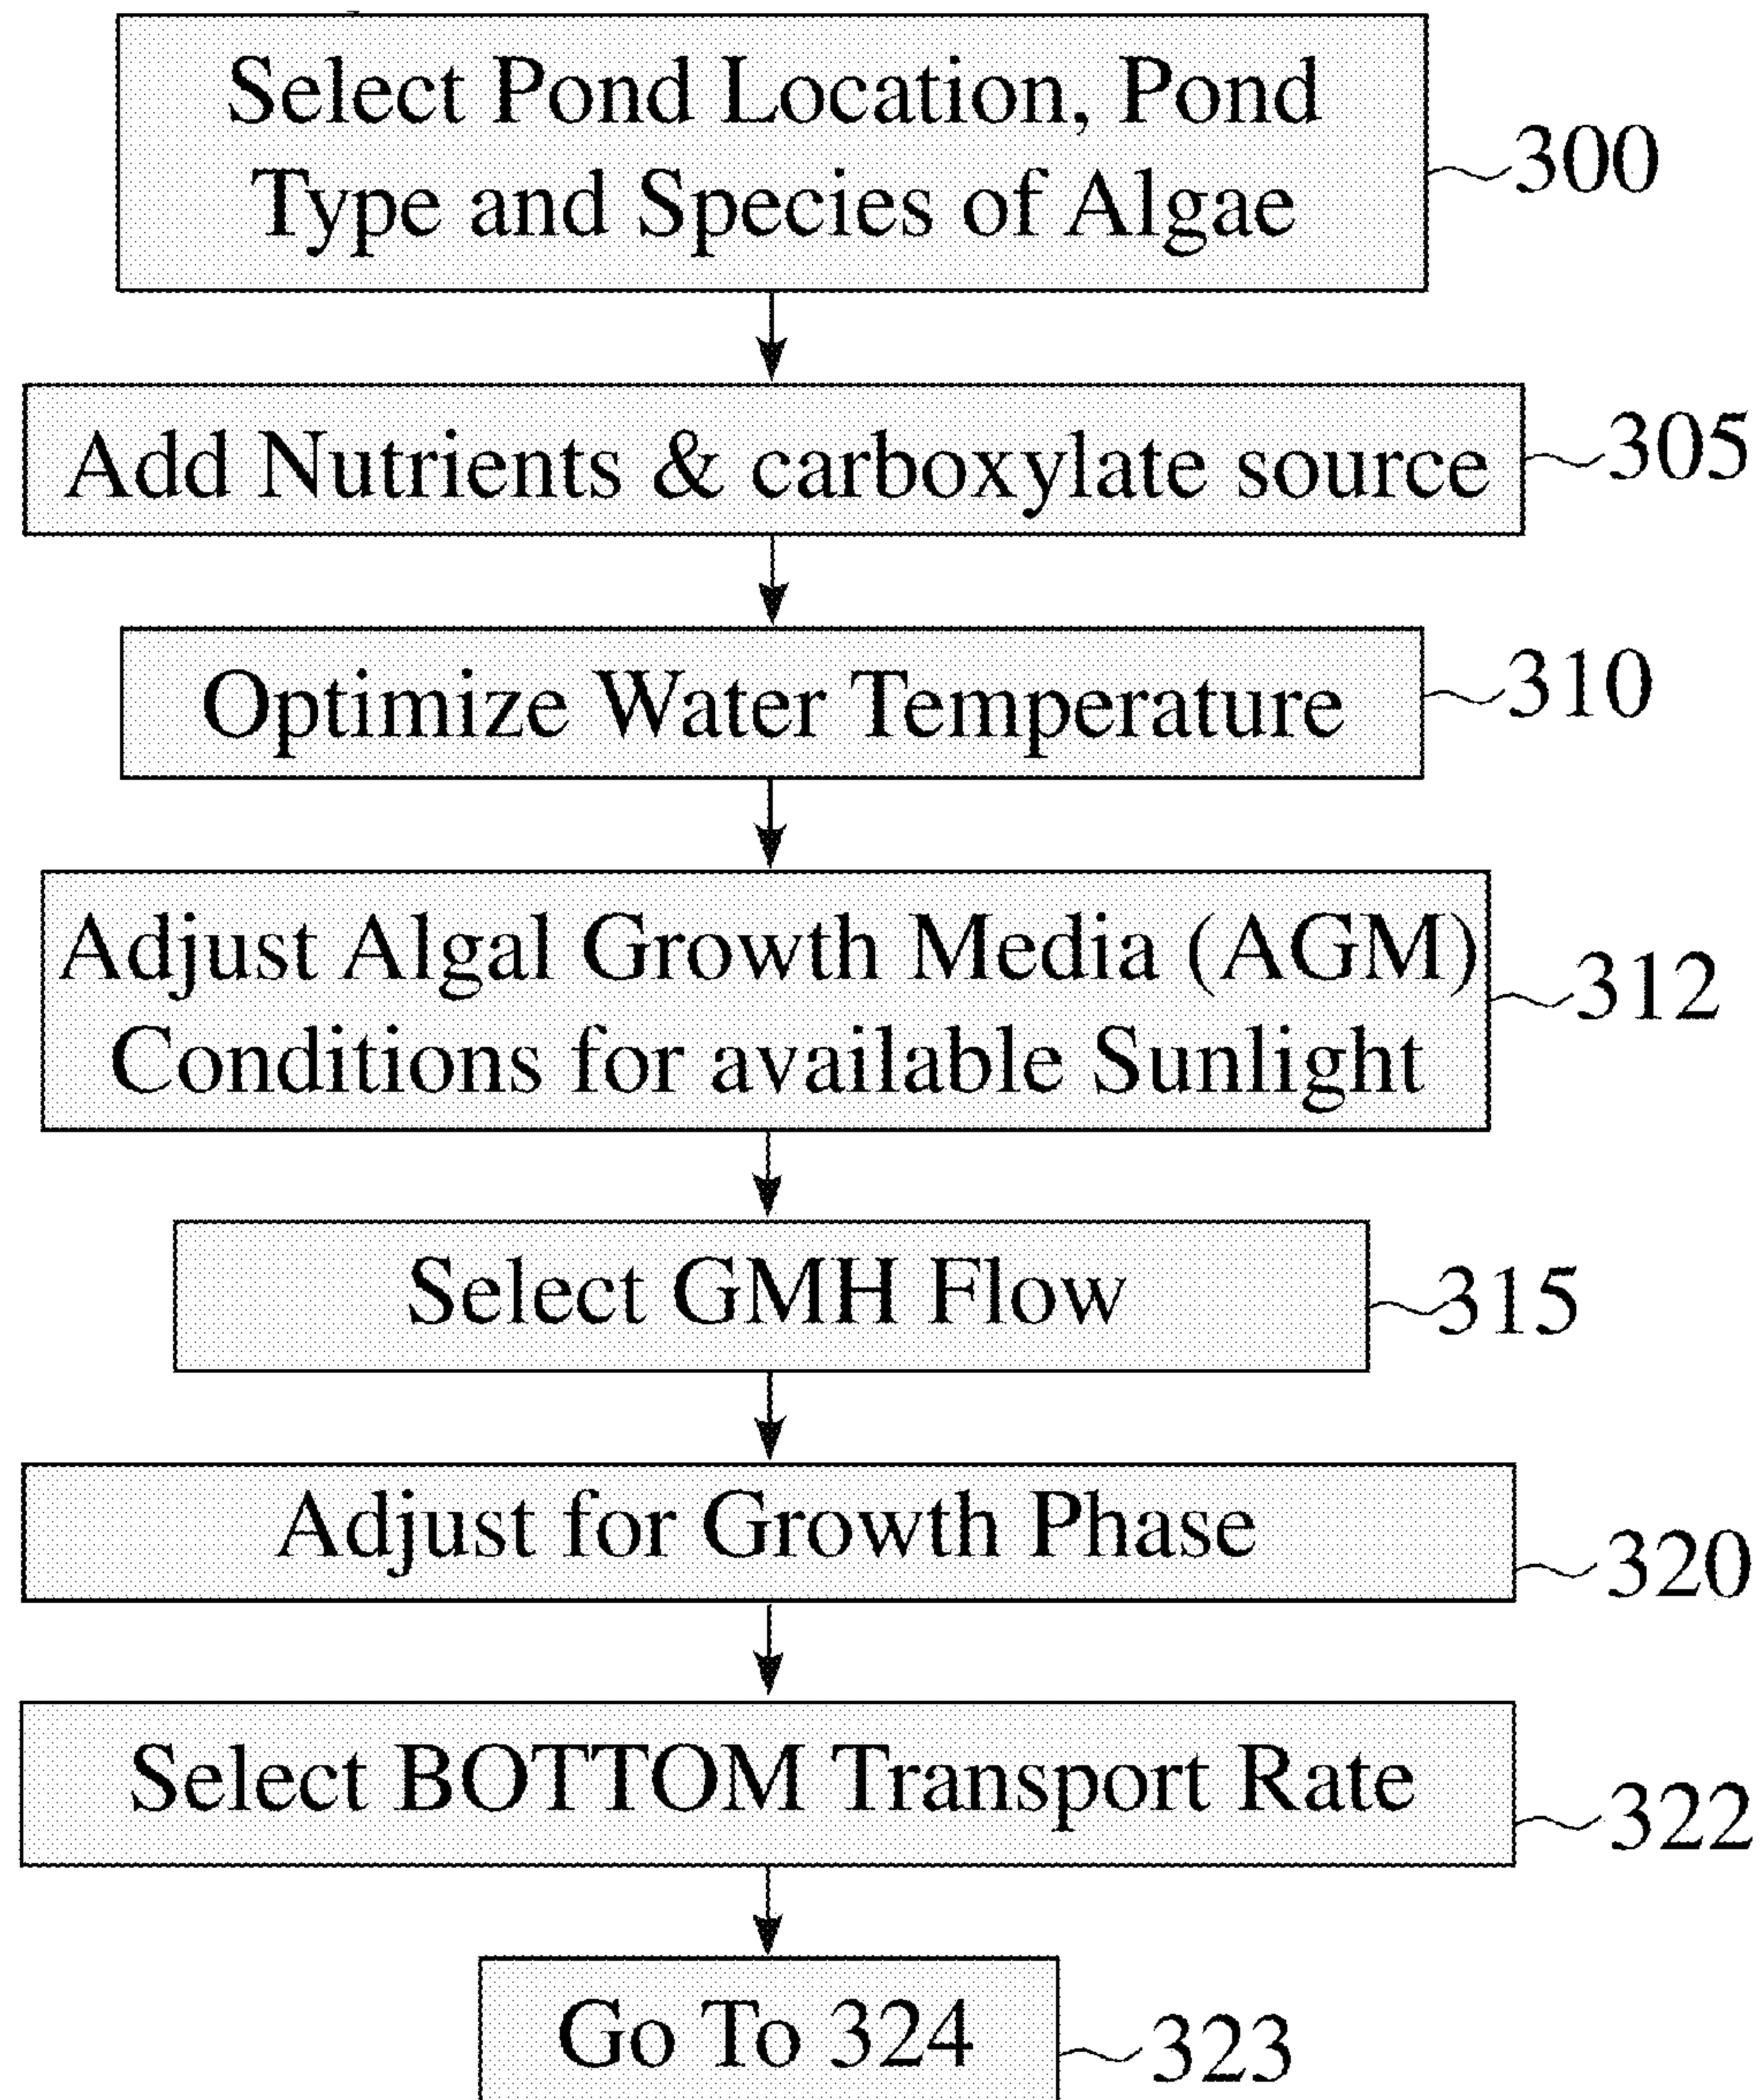 Select Pond Location, Pond
Type and Species of Algae
300
Add Nutrients & carboxylate source
305
Optimize Water Temperature
310
Adjust Algal Growth Media (AGM)
Conditions for available Sunlight
312
Select GMH Flow
315
Adjust for Growth Phase
320
Select BOTTOM Transport Rate
322
Go To 324
323